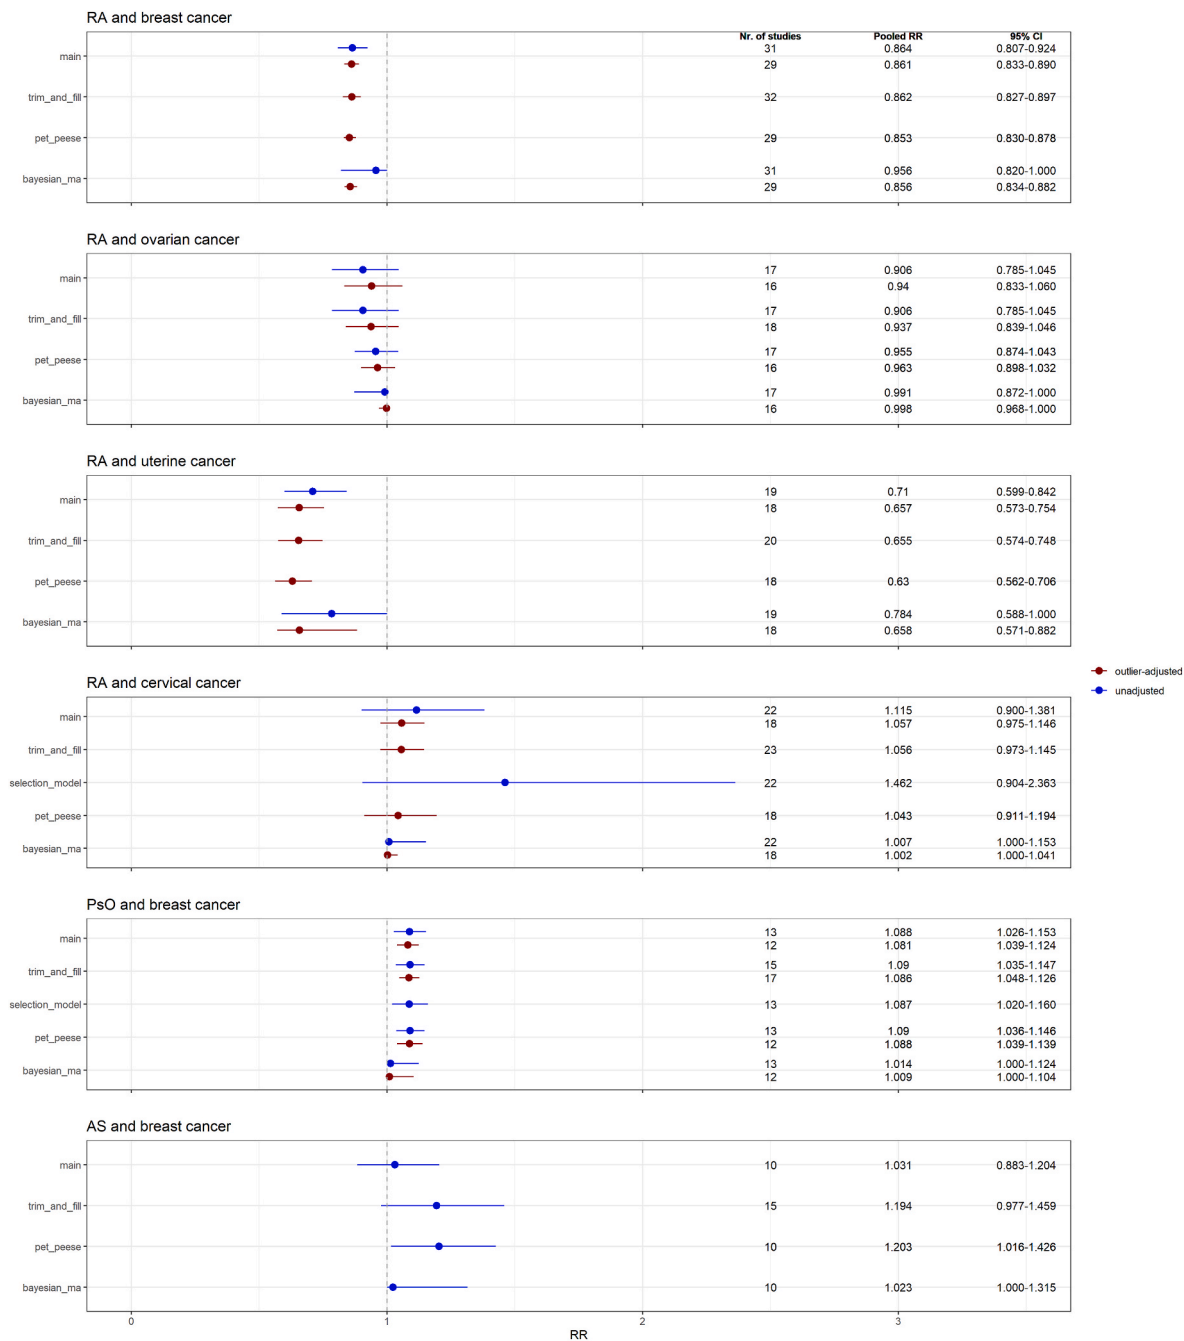 RA and breast cancer
Nr. of studies Pooled RR 95% CI
31 0.864 0.807-0.924
main
29 0.861 0.833-0.890
trim_and_fill 32 0.862 0.827-0.897
pet_peese 29 0.853 0.830-0.878
31 0.956 0.820-1.000
bayesian_ma
29 0.856 0.834-0.882
RA and ovarian cancer
17 0.906 0.785-1.045
main
16 0.94 0.833-1.060
17 0.906 0.785-1.045
trim_and_fill
18 0.937 0.839-1.046
17 0.955 0.874-1.043
pet_peese
16 0.963 0.898-1.032
17 0.991 0.872-1.000
bayesian_ma
16 0.998 0.968-1.000
RA and uterine cancer
19 0.71 0.599-0.842
main
18 0.657 0.573-0.754
trim_and_fill 20 0.655 0.574-0.748
pet_peese 18 0.63 0.562-0.706
19 0.784 0.588-1.000
bayesian_ma
18 0.658 0.571-0.882
outlier-adjusted
unadjusted
RA and cervical cancer
22 1.115 0.900-1.381
main
18 1.057 0.975-1.146
trim_and_fill 23 1.056 0.973-1.145
selection_model 22 1.462 0.904-2.363
pet_peese 18 1.043 0.911-1.194
22 1.007 1.000-1.153
bayesian_ma
18 1.002 1.000-1.041
PsO and breast cancer
13 1.088 1.026-1.153
main
12 1.081 1.039-1.124
15 1.09 1.035-1.147
trim_and_fill
17 1.086 1.048-1.126
selection_model 13 1.087 1.020-1.160
13 1.09 1.036-1.146
pet_peese
12 1.088 1.039-1.139
13 1.014 1.000-1.124
bayesian_ma
12 1.009 1.000-1.104
AS and breast cancer
main 10 1.031 0.883-1.204
trim_and_fill 15 1.194 0.977-1.459
pet_peese 10 1.203 1.016-1.426
bayesian_ma 10 1.023 1.000-1.315
0 1 2 3
RR